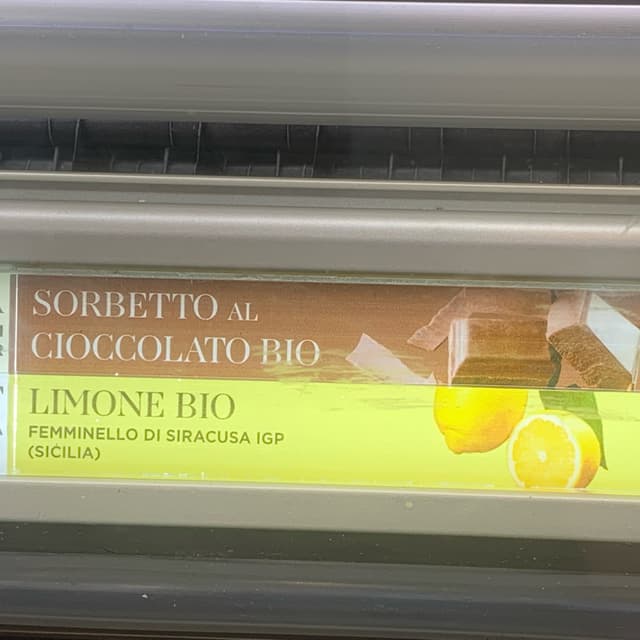 SORBETTO AL
CIOCCOLATO BIO
LIMONE BIO
FEMMINELLO DI SIRACUSA IGP
(SICILIA)